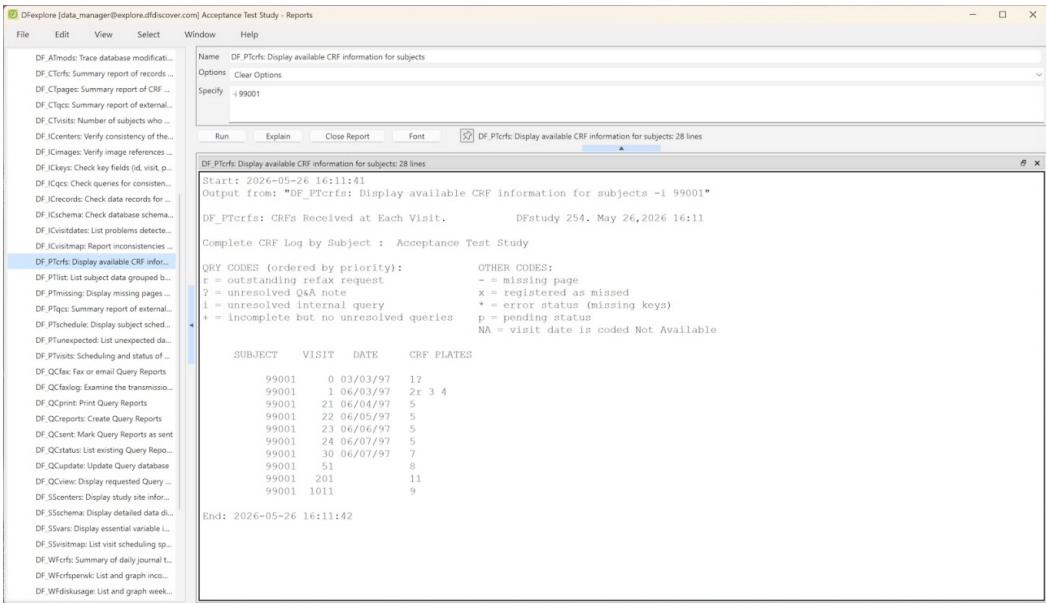 DFexplore [data_manager@explore.dfdiscover.com] Acceptance Test Study - Reports
File Edit View Select Window Help
DF_ATmods: Trace database modificati...
DF_CTcrfs: Summary report of records ...
DF_CTpages: Summary report of CRF ...
DF_CTqcs: Summary report of external...
DF_CTvisits: Number of subjects who ...
DF_ICcenters: Verify consistency of the...
DF_ICimages: Verify image references ...
DF_ICkeys: Check key fields (id, visit, p...
DF_ICqcs: Check queries for consisten...
DF_ICrecords: Check data records for ...
DF_ICschema: Check database schema...
DF_ICvisitdates: List problems detecte...
DF_ICvisitmap: Report inconsistencies ...
DF_PTcrfs: Display available CRF infor...
DF_PTlist: List subject data grouped b...
DF_PTmissing: Display missing pages ...
DF_PTqcs: Summary report of external...
DF_PTschedule: Display subject sched...
DF_PTunexpected: List unexpected da...
DF_PTvisits: Scheduling and status of ...
DF_QCfax: Fax or email Query Reports
DF_QCfaxlog: Examine the transmissio...
DF_QCprint: Print Query Reports
DF_QCreports: Create Query Reports
DF_QCsent: Mark Query Reports as sent
DF_QCstatus: List existing Query Repo...
DF_QCupdate: Update Query database
DF_QCview: Display requested Query ...
DF_SScenters: Display study site infor...
DF_SSschema: Display detailed data di...
DF_SSvars: Display essential variable i...
DF_SSvisitmap: List visit scheduling sp...
DF_WFcrfs: Summary of daily journal t...
DF_WFcrfsperwk: List and graph inco...
DF_WFdiskusage: List and graph week...
Name DF_PTcrfs: Display available CRF information for subjects
Options Clear Options
Specify -i 99001
Run Explain Close Report Font DF_PTcrfs: Display available CRF information for subjects: 28 lines
DF_PTcrfs: Display available CRF information for subjects: 28 lines
Start: 2026-05-26 16:11:41
Output from: "DF_PTcrfs: Display available CRF information for subjects -i 99001"
DF_PTcrfs: CRFs Received at Each Visit. DFstudy 254. May 26,2026 16:11
Complete CRF Log by Subject : Acceptance Test Study
QRY CODES (ordered by priority): OTHER CODES:
r = outstanding refax request - = missing page
? = unresolved Q&A note x = registered as missed
i = unresolved internal query * = error status (missing keys)
+ = incomplete but no unresolved queries p = pending status
NA = visit date is coded Not Available
SUBJECT VISIT DATE CRF PLATES
99001 0 03/03/97 1?
99001 1 06/03/97 2r 3 4
99001 21 06/04/97 5
99001 22 06/05/97 5
99001 23 06/06/97 5
99001 24 06/07/97 5
99001 30 06/07/97 7
99001 51 8
99001 201 11
99001 1011 9
End: 2026-05-26 16:11:42